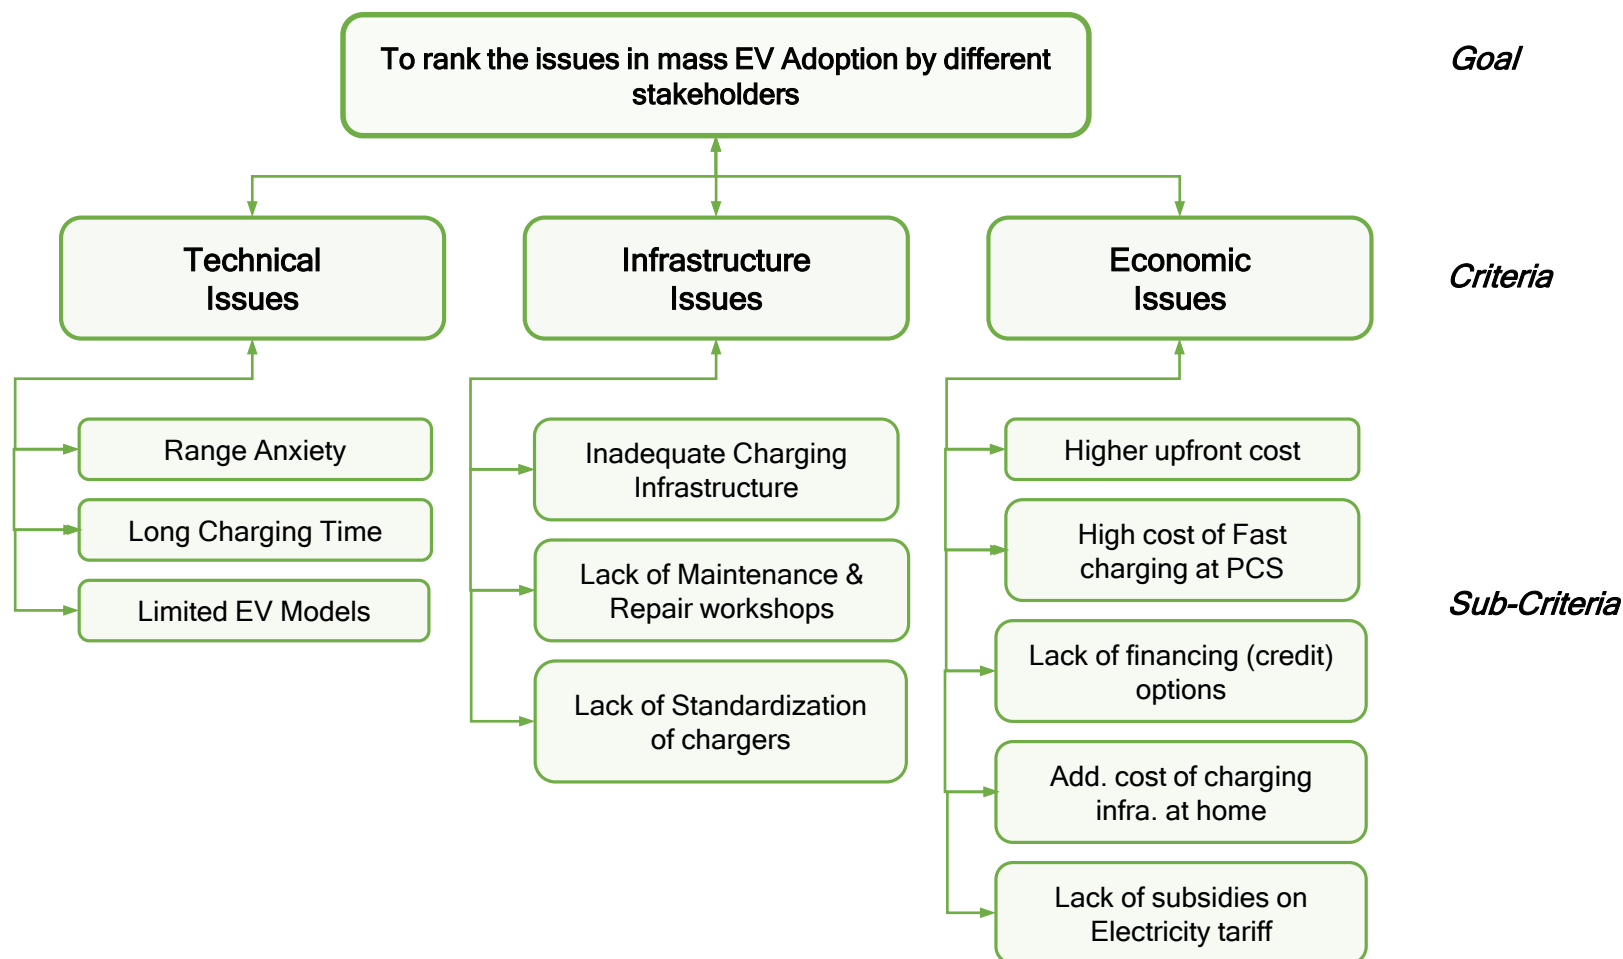 To rank the issues in mass EV Adoption by different
stakeholders
Goal
Technical
Issues
Infrastructure
Issues
Economic
Issues
Criteria
Range Anxiety
Long Charging Time
Limited EV Models
Inadequate Charging
Infrastructure
Lack of Maintenance &
Repair workshops
Lack of Standardization
of chargers
Higher upfront cost
High cost of Fast
charging at PCS
Lack of financing (credit)
options
Add. cost of charging
infra. at home
Lack of subsidies on
Electricity tariff
Sub-Criteria